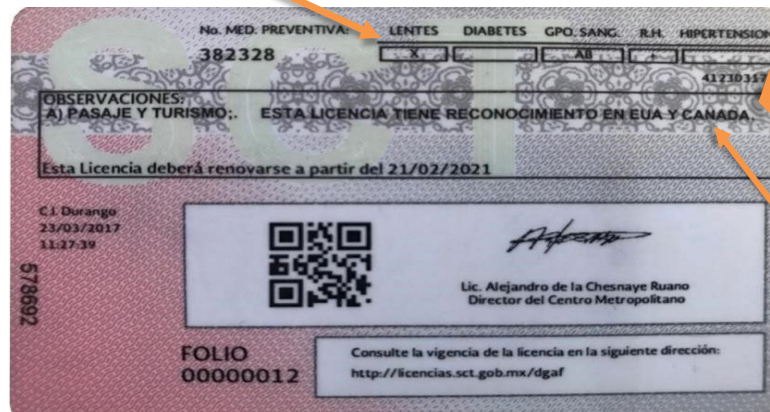 No. MED. PREVENTIVA: LENTES DIABETES GPO. SANG. R.H. HIPERTENSION
382328 X AB +
41230317
SCT
OBSERVACIONES:
A) PASAJE Y TURISMO;. ESTA LICENCIA TIENE RECONOCIMIENTO EN EUA Y CANADA.
Esta Licencia deberá renovarse a partir del 21/02/2021
C.I. Durango
23/03/2017
11:27:39
578692
Lic. Alejandro de la Chesnaye Ruano
Director del Centro Metropolitano
FOLIO
00000012
Consulte la vigencia de la licencia en la siguiente dirección:
http://licencias.sct.gob.mx/dgaf